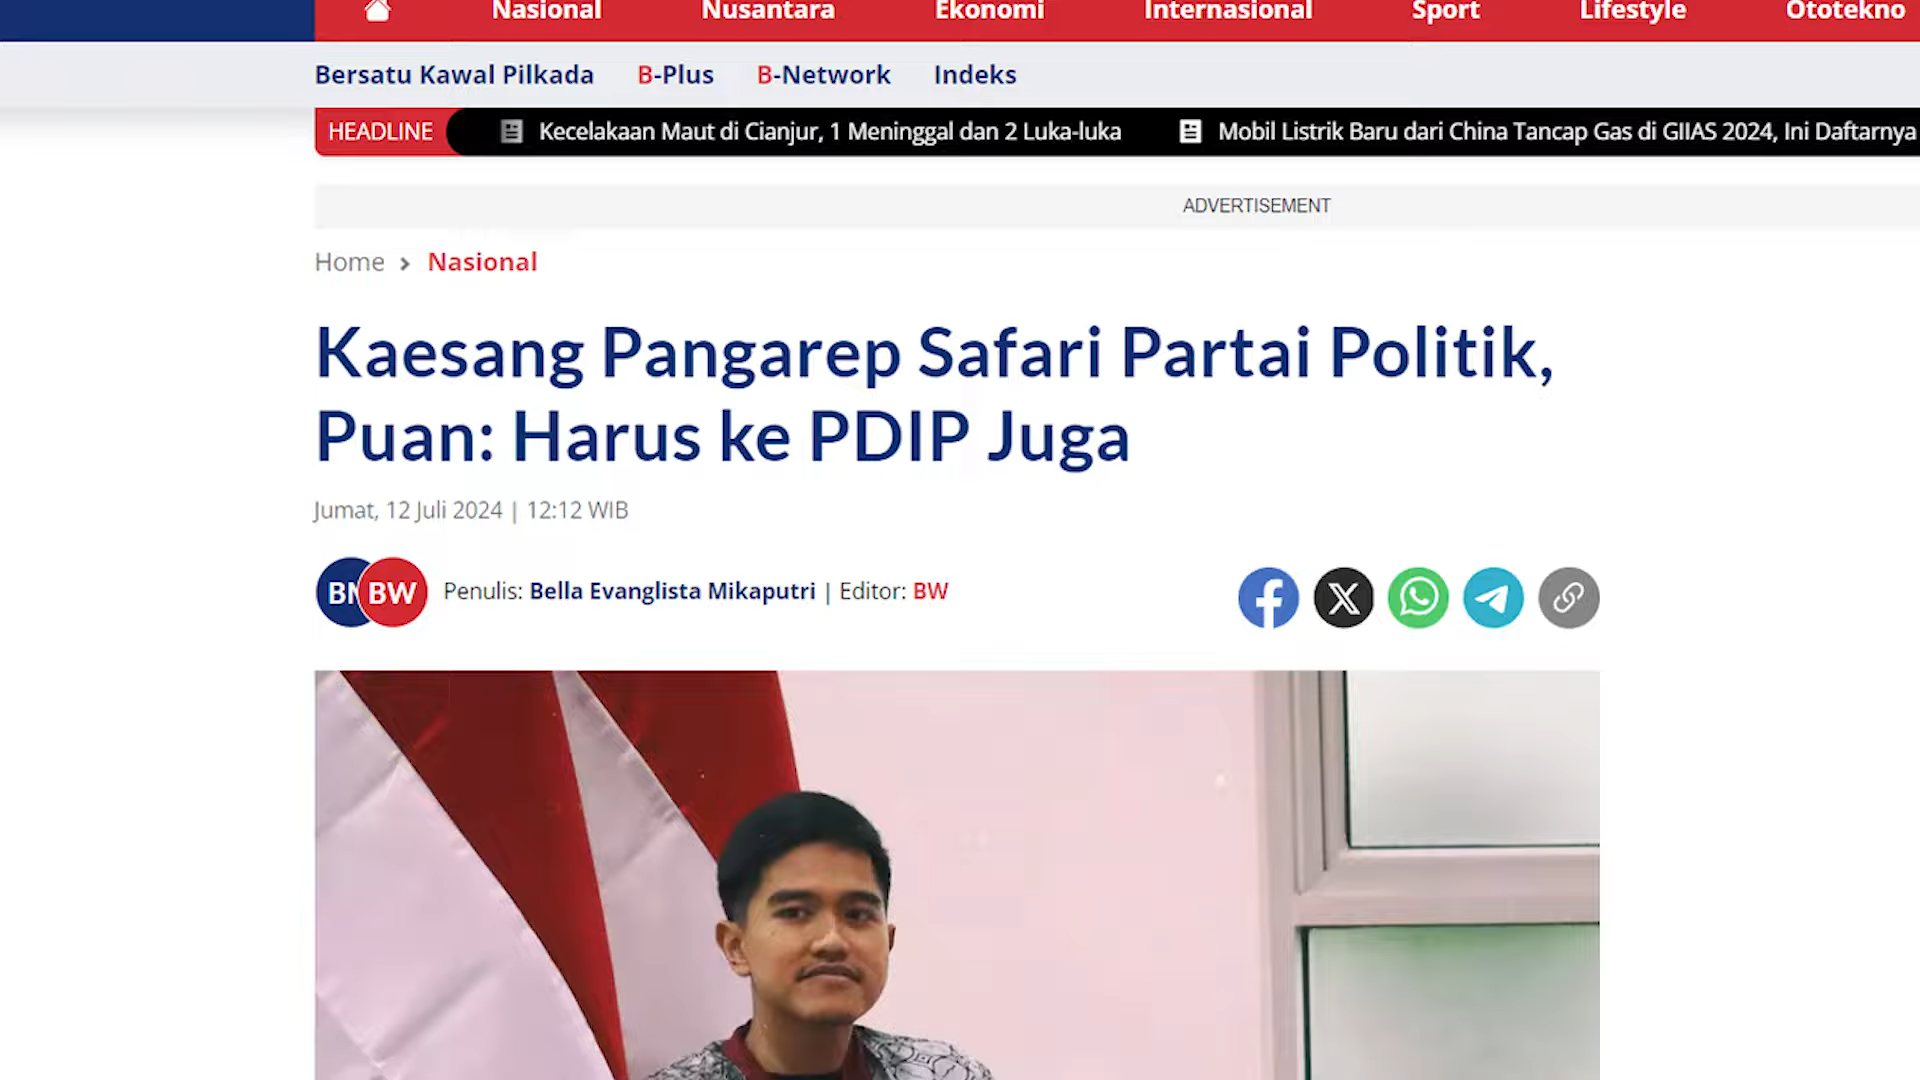 Nasional Nusantara Ekonomi Internasional Sport Lifestyle Ototekno
Bersatu Kawal Pilkada B-Plus B-Network Indeks
HEADLINE Kecelakaan Maut di Cianjur, 1 Meninggal dan 2 Luka-luka Mobil Listrik Baru dari China Tancap Gas di GIIAS 2024, Ini Daftarnya
ADVERTISEMENT
Home > Nasional
Kaesang Pangarep Safari Partai Politik,
Puan: Harus ke PDIP Juga
Jumat, 12 Juli 2024 | 12:12 WIB
BW Penulis: Bella Evanglista Mikaputri | Editor: BW